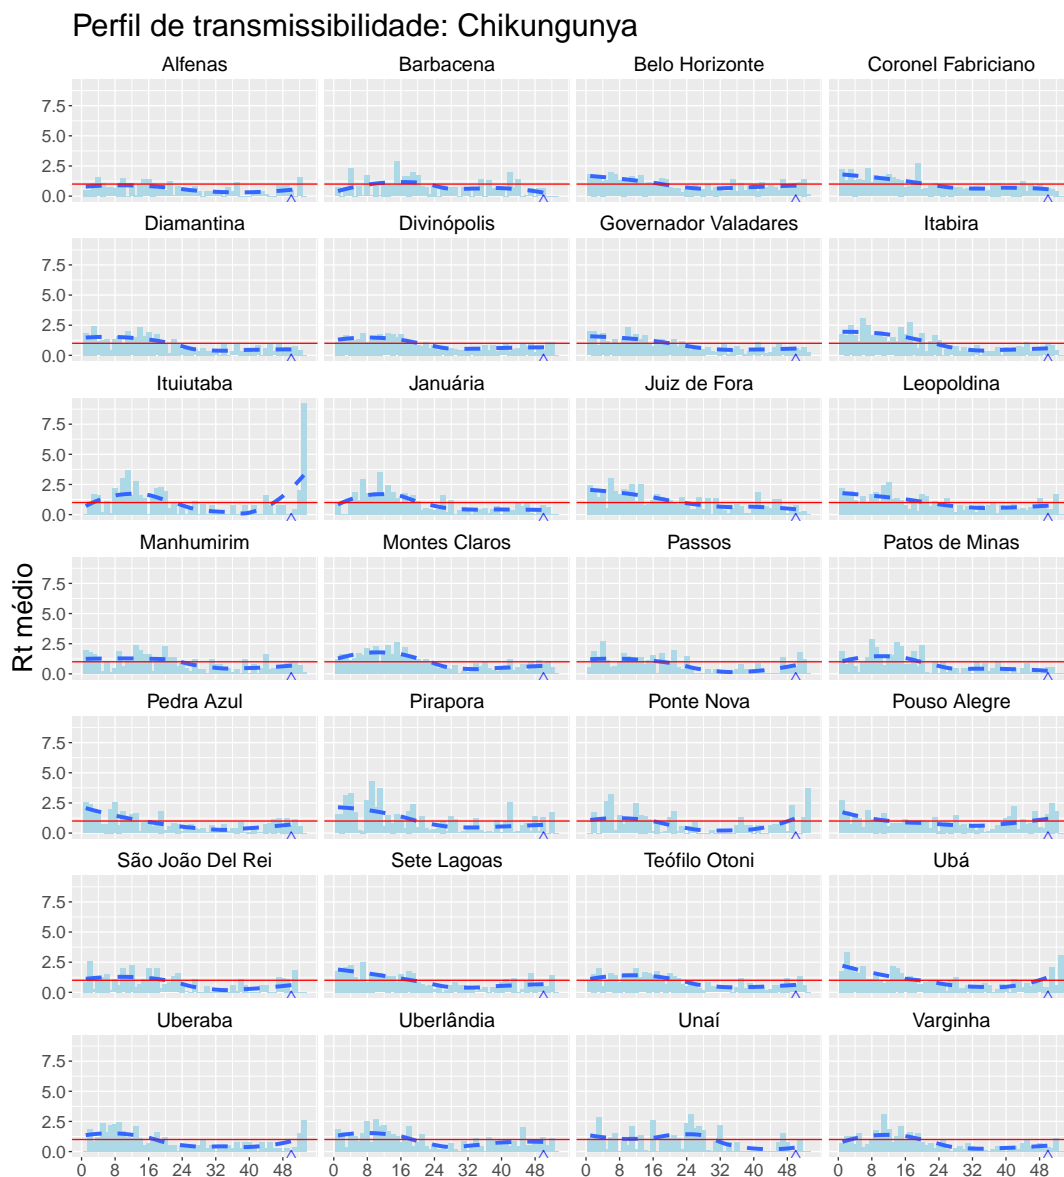 Perfil de transmissibilidade: Chikungunya
Alfenas Barbacena Belo Horizonte Coronel Fabriciano
7.5
5.0
2.5
0.0
Diamantina Divinópolis Governador Valadares Itabira
7.5
5.0
2.5
0.0
Ituiutaba Januária Juiz de Fora Leopoldina
7.5
5.0
2.5
0.0
Manhumirim Montes Claros Passos Patos de Minas
7.5
5.0
2.5
0.0
Rt médio
Pedra Azul Pirapora Ponte Nova Pouso Alegre
7.5
5.0
2.5
0.0
São João Del Rei Sete Lagoas Teófilo Otoni Ubá
7.5
5.0
2.5
0.0
Uberaba Uberlândia Unaí Varginha
7.5
5.0
2.5
0.0
0 8 16 24 32 40 48 0 8 16 24 32 40 48 0 8 16 24 32 40 48 0 8 16 24 32 40 48